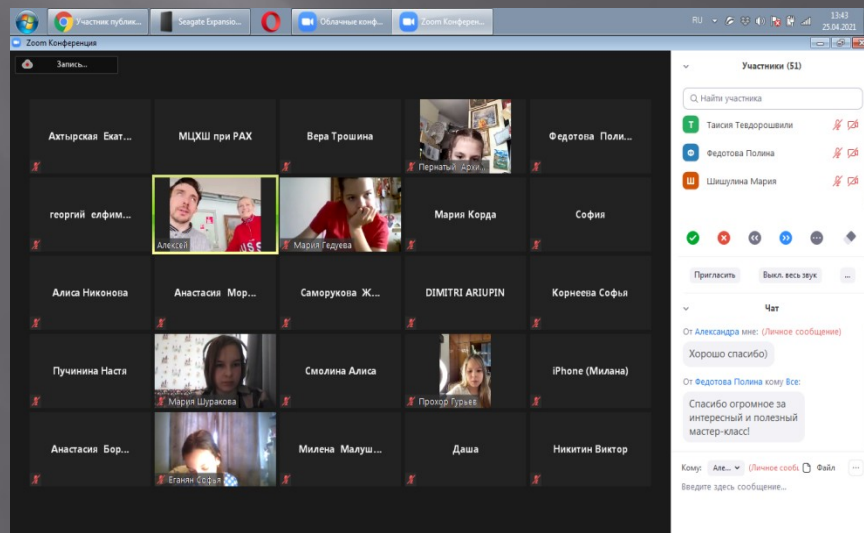 Участник публик...
Seagate Expansio...
Облачные конф...
Zoom Конферен...
RU
13:43
25.04.2021
Zoom Конференция
Запись...
Ахтырская Екат...
МЦХШ при РАХ
Вера Трошина
Пернатый Архи...
Федотова Поли...
георгий елфим...
Алексей
Мария Гедуева
Мария Корда
София
Алиса Никонова
Анастасия Мор...
Саморукова Ж...
DIMITRI ARIUPIN
Корнеева Софья
Пучинина Настя
Мария Шуракова
Смолина Алиса
Прохор Гурьев
iPhone (Милана)
Анастасия Бор...
Еганян Софья
Милена Малуш...
Даша
Никитин Виктор
Участники (51)
Найти участника
Т Таисия Тевдорошвили
Ф Федотова Полина
Ш Шишулина Мария
Пригласить Выкл. весь звук ...
Чат
От Александра мне: (Личное сообщение)
Хорошо спасибо)
От Федотова Полина кому Все:
Спасибо огромное за
интересный и полезный
мастер-класс!
Кому: Але... (Личное сообщ Файл ...
Введите здесь сообщение...